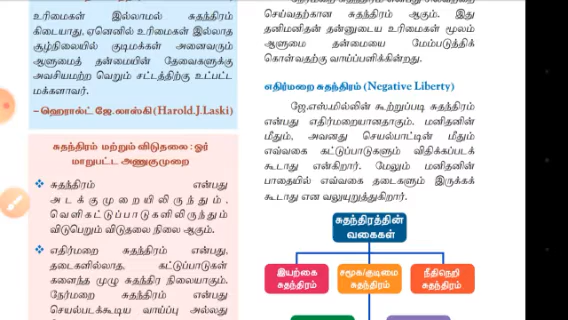 உரிமைகள் இல்லாமல் சுதந்திரம்
கிடையாது, ஏனெனில் உரிமைகள் இல்லாத
சூழ்நிலையில் குடிமக்கள் அனைவரும்
ஆளுமைத் தன்மையின் தேவைகளுக்கு
அவசியமற்ற வெறும் சட்டத்திற்கு உட்பட்ட
மக்களாவர்.
– ஹெரால்ட் ஜே.லாஸ்கி (Harold.J.Laski)
சுதந்திரம் மற்றும் விடுதலை : ஓர்
மாறுபட்ட அணுகுமுறை
சுதந்திரம் என்பது
அடக்குமுறையிலிருந்தும்,
வெளிகட்டுப்பாடுகளிலிருந்தும்
விடுபெறும் விடுதலை நிலை ஆகும்.
எதிர்மறை சுதந்திரம் என்பது,
தடைகளில்லாத, கட்டுப்பாடுகள்
களைந்த முழு சுதந்திர நிலையாகும்.
நேர்மறை சுதந்திரம் என்பது
செயல்படக்கூடிய வாய்ப்பு அல்லது
செய்வதற்கான சுதந்திரம் ஆகும். இது
தனிமனிதன் தன்னுடைய உரிமைகள் மூலம்
ஆளுமை தன்மையை மேம்படுத்திக்
கொள்வதற்கு வாய்ப்பளிக்கின்றது.
எதிர்மறை சுதந்திரம் (Negative Liberty)
ஜே.எஸ்.மில்லின் கூற்றுப்படி சுதந்திரம்
என்பது எதிர்மறையானதாகும். மனிதனின்
மீதும், அவனது செயல்பாட்டின் மீதும்
எவ்வகை கட்டுப்பாடுகளும் விதிக்கப்படக்
கூடாது என்கிறார். மேலும் மனிதனின்
பாதையில் எவ்வகை தடைகளும் இருக்கக்
கூடாது என வலுயுறுத்துகிறார்.
சுதந்திரத்தின்
வகைகள்
இயற்கை
சுதந்திரம்
சமூக/குடிமை
சுதந்திரம்
நீதிநெறி
சுதந்திரம்